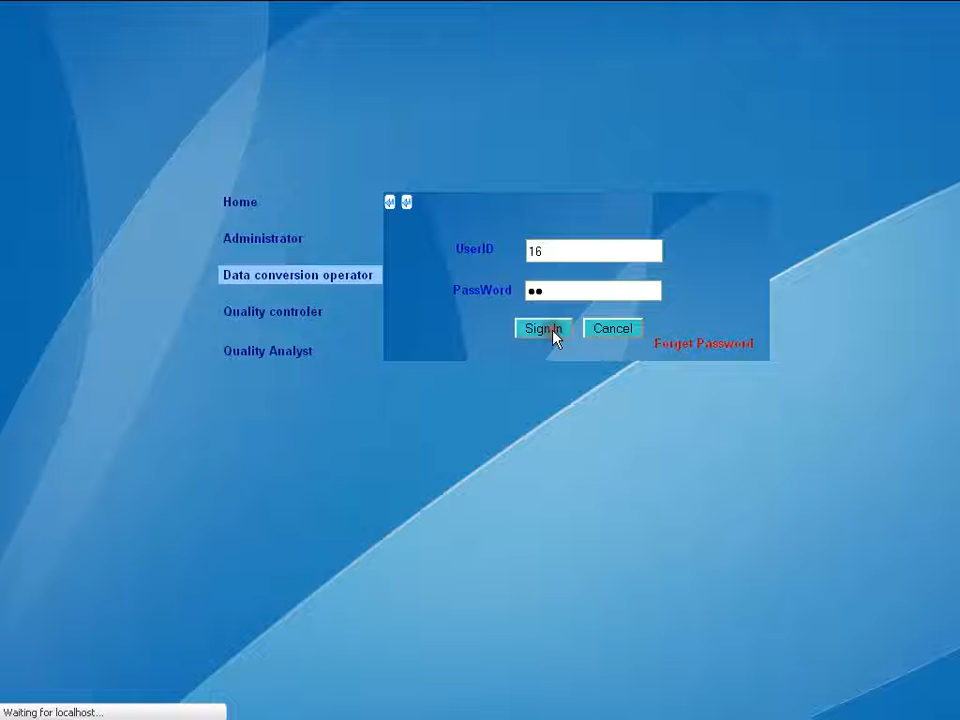 Home
Administrator
Data conversion operator
Quality controler
Quality Analyst
UserID
16
PassWord
Sign In
Cancel
Forget Password
Waiting for localhost...